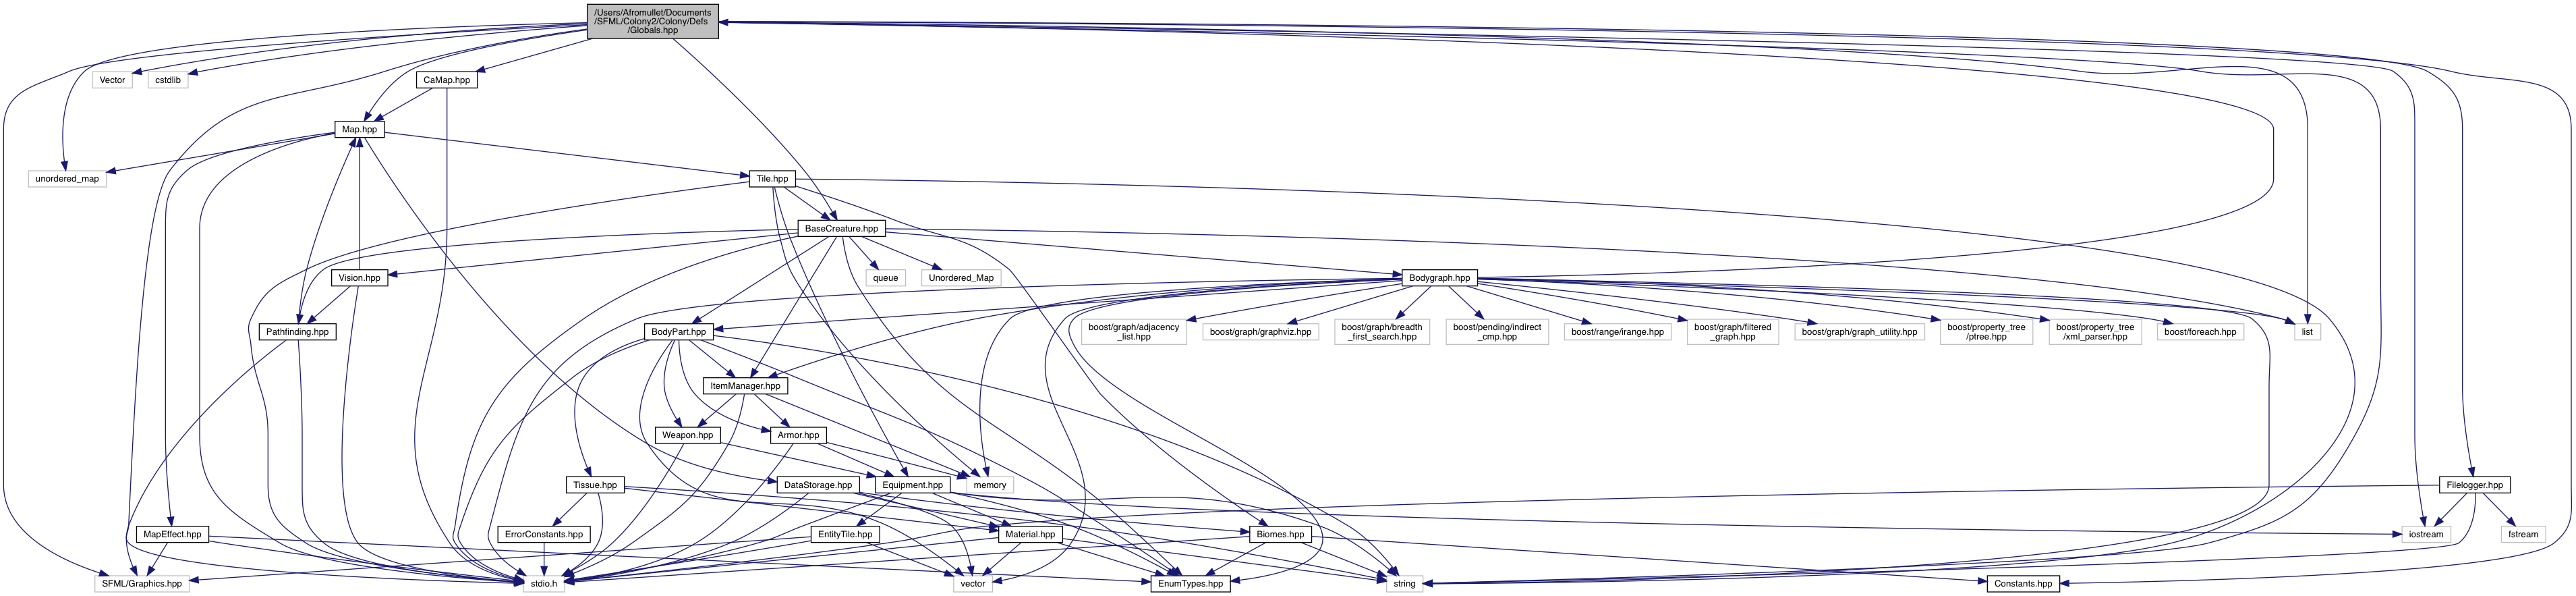 /Users/Afromullet/Documents
/SFML/Colony2/Colony/Defs
/Globals.hpp
Vector
cstdlib
CaMap.hpp
Map.hpp
unordered_map
Tile.hpp
BaseCreature.hpp
Vision.hpp
queue
Unordered_Map
Bodygraph.hpp
Pathfinding.hpp
BodyPart.hpp
boost/graph/adjacency
_list.hpp
boost/graph/graphviz.hpp
boost/graph/breadth
_first_search.hpp
boost/pending/indirect
_cmp.hpp
boost/range/irange.hpp
boost/graph/filtered
_graph.hpp
boost/graph/graph_utility.hpp
boost/property_tree
/ptree.hpp
boost/property_tree
/xml_parser.hpp
boost/foreach.hpp
list
ItemManager.hpp
Weapon.hpp
Armor.hpp
Tissue.hpp
DataStorage.hpp
Equipment.hpp
memory
Filelogger.hpp
MapEffect.hpp
ErrorConstants.hpp
EntityTile.hpp
Material.hpp
Biomes.hpp
iostream
fstream
SFML/Graphics.hpp
stdio.h
vector
EnumTypes.hpp
string
Constants.hpp